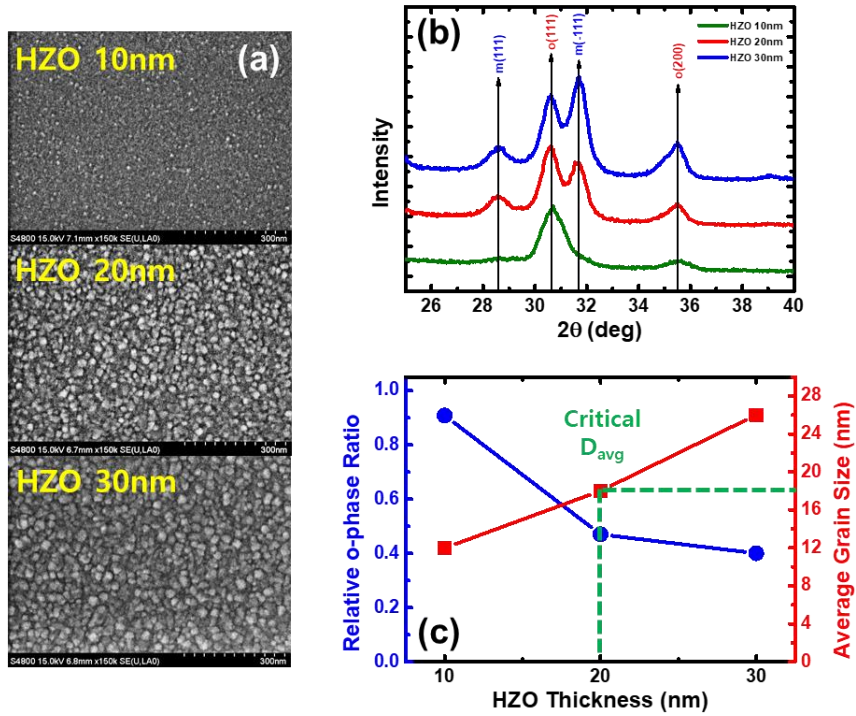 HZO 10nm
(a)
S4800 15.0kV 7.1mm x150k SE(U,LA0)
300nm
HZO 20nm
S4800 15.0kV 6.7mm x150k SE(U,LA0)
300nm
HZO 30nm
S4800 15.0kV 6.8mm x150k SE(U,LA0)
300nm
(b)
m(111)
o(111)
m(-111)
o(200)
HZO 10nm
HZO 20nm
HZO 30nm
Intensity
26 28 30 32 34 36 38 40
2θ (deg)
Relative o-phase Ratio
1.0
0.8
0.6
0.4
0.2
0.0
Critical
Davg
(c)
28
24
20
16
12
8
4
0
Average Grain Size (nm)
10 20 30
HZO Thickness (nm)